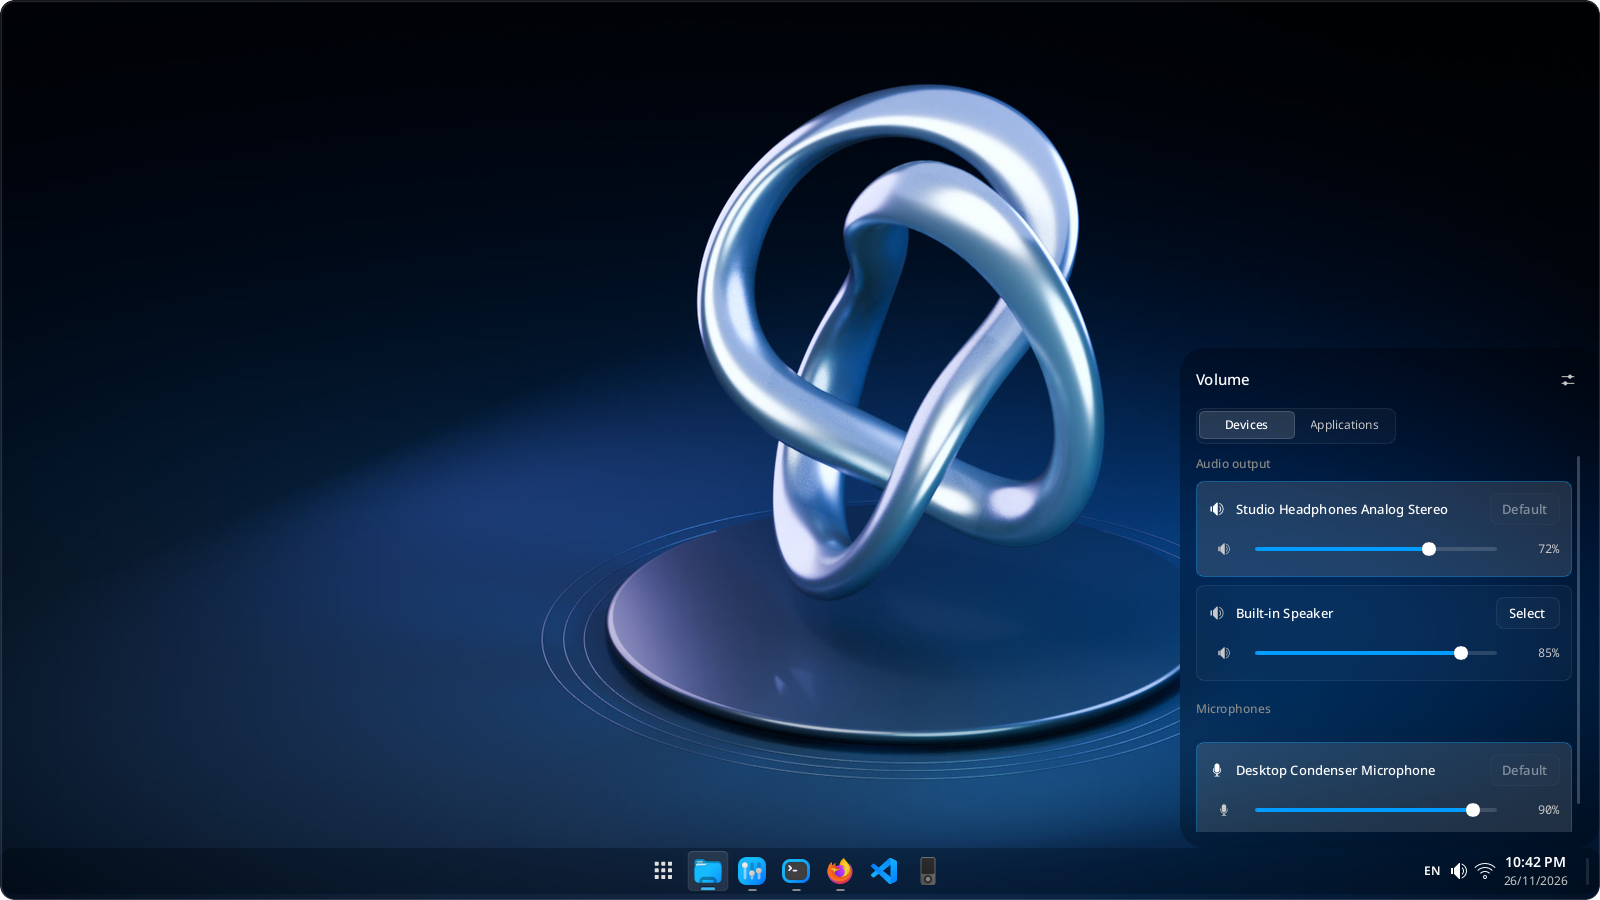 Volume
Devices
Applications
Audio output
Studio Headphones Analog Stereo
Default
72%
Built-in Speaker
Select
85%
Microphones
Desktop Condenser Microphone
Default
90%
EN
10:42 PM
26/11/2026